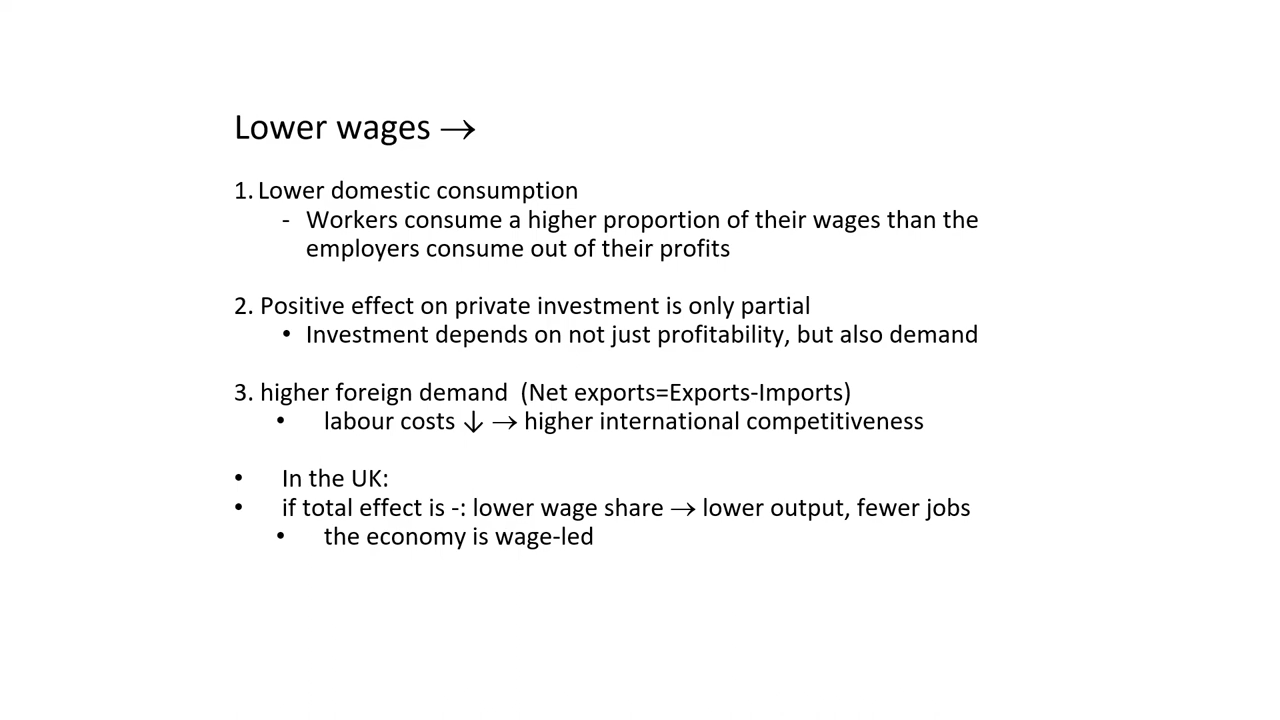 Lower wages →
1. Lower domestic consumption
- Workers consume a higher proportion of their wages than the
employers consume out of their profits
2. Positive effect on private investment is only partial
• Investment depends on not just profitability, but also demand
3. higher foreign demand (Net exports=Exports-Imports)
• labour costs ↓ → higher international competitiveness
• In the UK:
• if total effect is -: lower wage share → lower output, fewer jobs
• the economy is wage-led